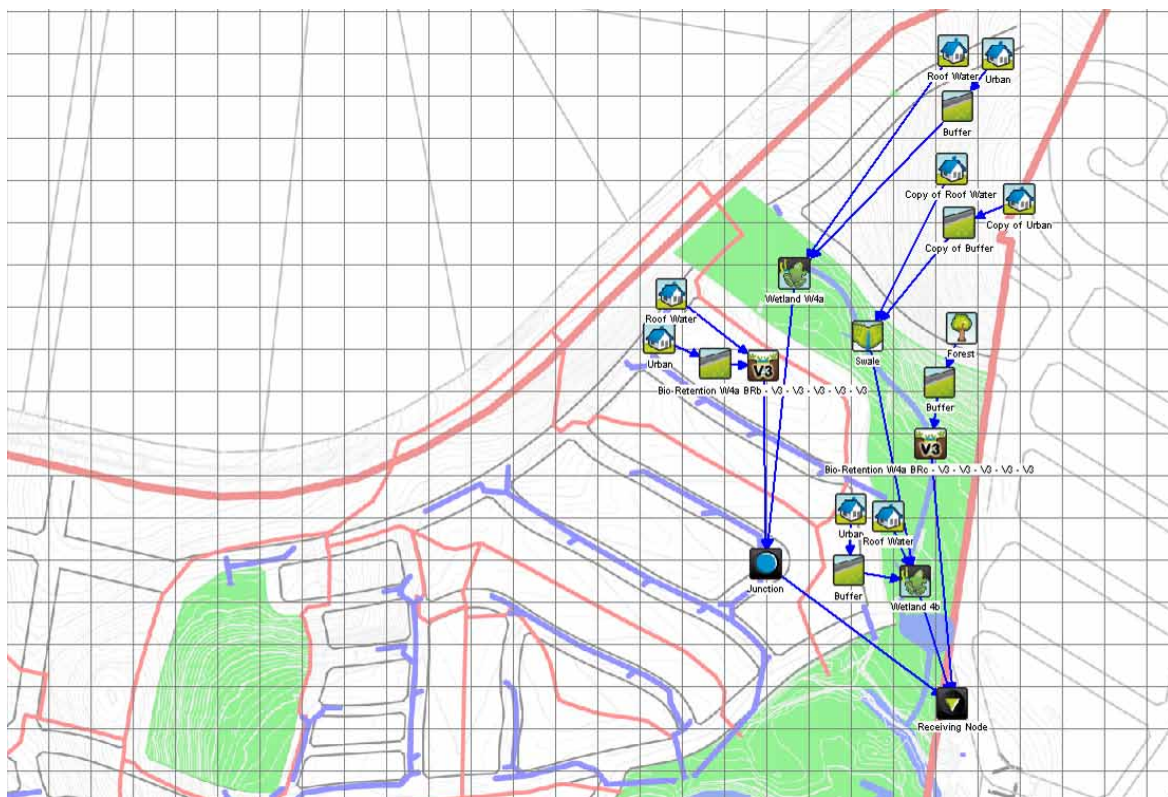 Roof Water
Urban
Buffer
Copy of Roof Water
Copy of Urban
Copy of Buffer
Wetland W4a
Roof Water
Swale
Forest
Urban
Bio-Retention W4a BRb - V3 - V3 - V3 - V3 - V3
V3
Buffer
V3
Bio-Retention W4a BRc - V3 - V3 - V3 - V3 - V3
Urban
Roof Water
Junction
Buffer
Wetland 4b
Receiving Node